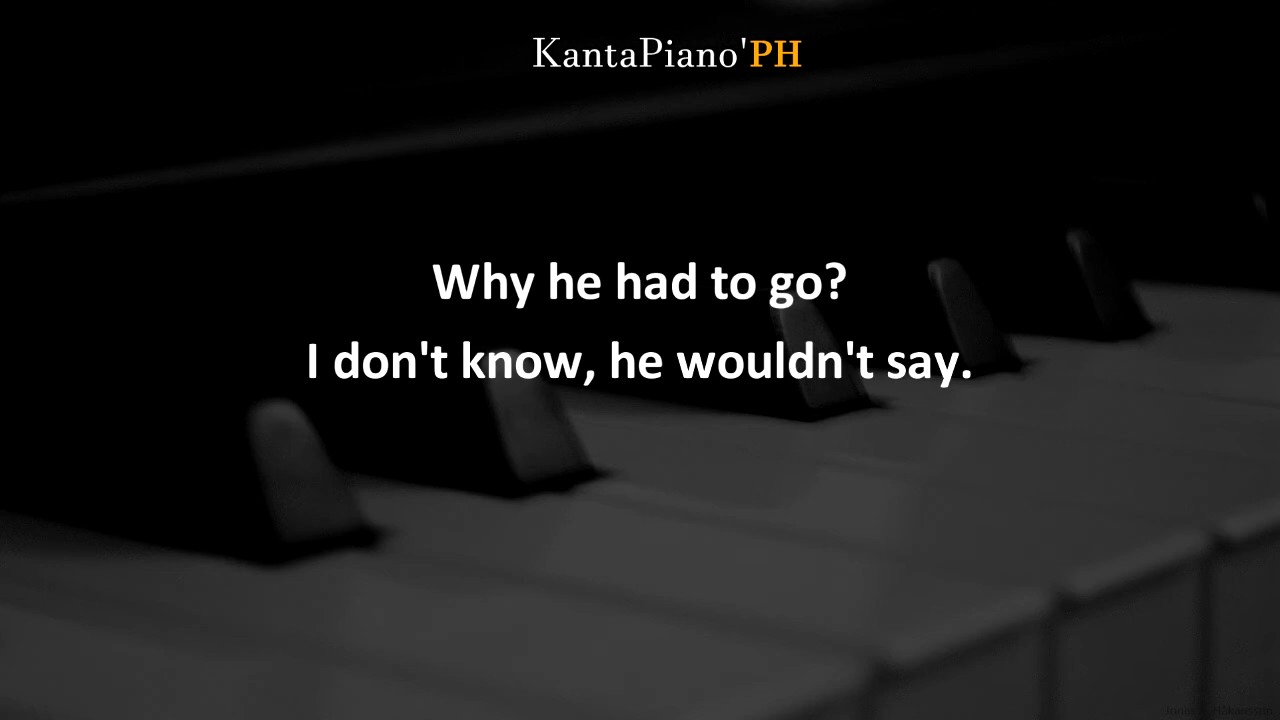 KantaPiano'PH
Why he had to go?
I don't know, he wouldn't say.